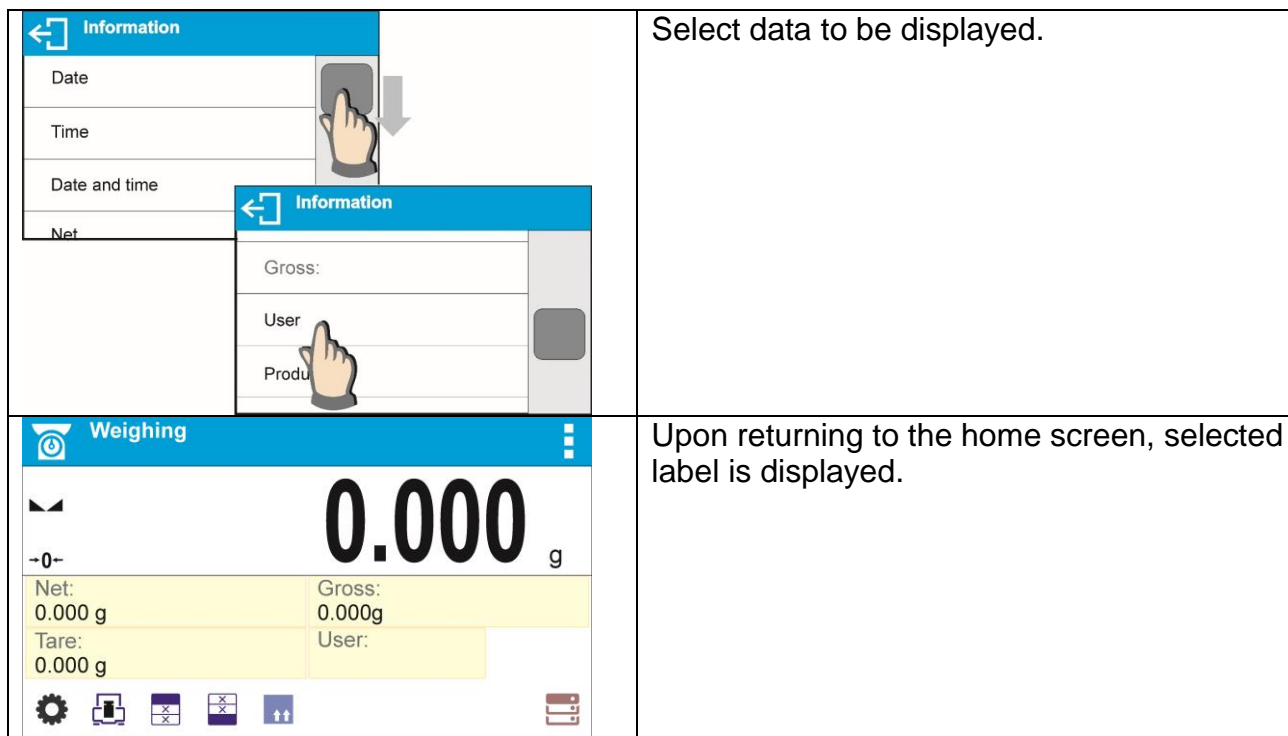 Information
Date
Time
Date and time
Net
Information
Gross:
User
Produ
Select data to be displayed.
Weighing
0.000 g
→0←
Net:
0.000 g
Gross:
0.000g
Tare:
0.000 g
User:
Upon returning to the home screen, selected
label is displayed.